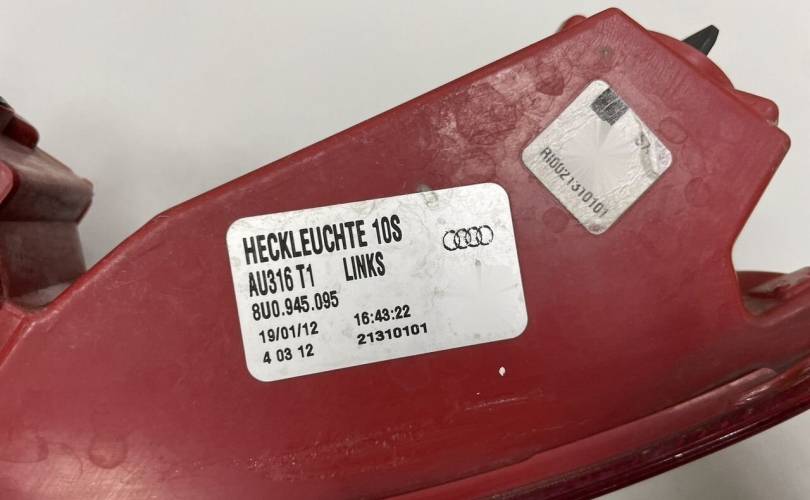 HECKLEUCHTE 10S
AU316 T1 LINKS
8U0.945.095
19/01/12 16:43:22
4 03 12 21310101
RI0021310101